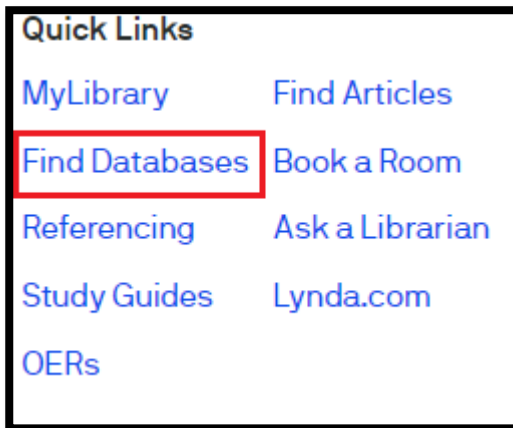 Quick Links
MyLibrary Find Articles
Find Databases Book a Room
Referencing Ask a Librarian
Study Guides Lynda.com
OERs